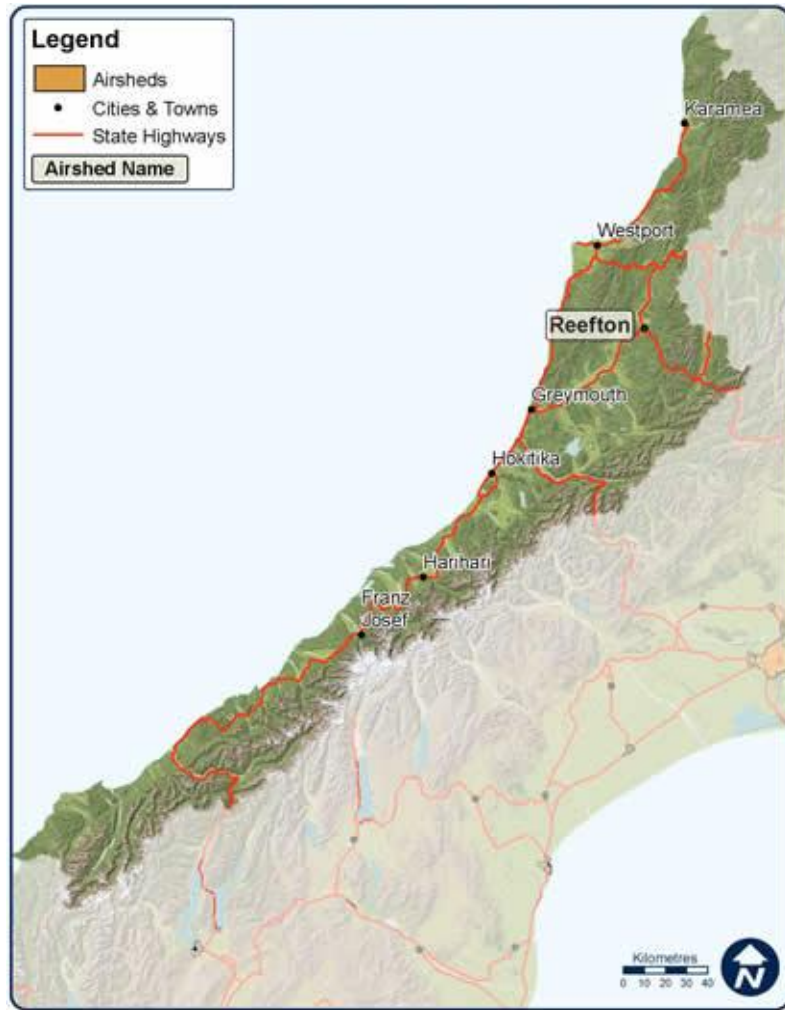 Legend
Airsheds
Cities & Towns
State Highways
Airshed Name
Karamea
Westport
Reefton
Greymouth
Hokitika
Harihari
Franz
Josef
Kilometres
0 10 20 30 40
N